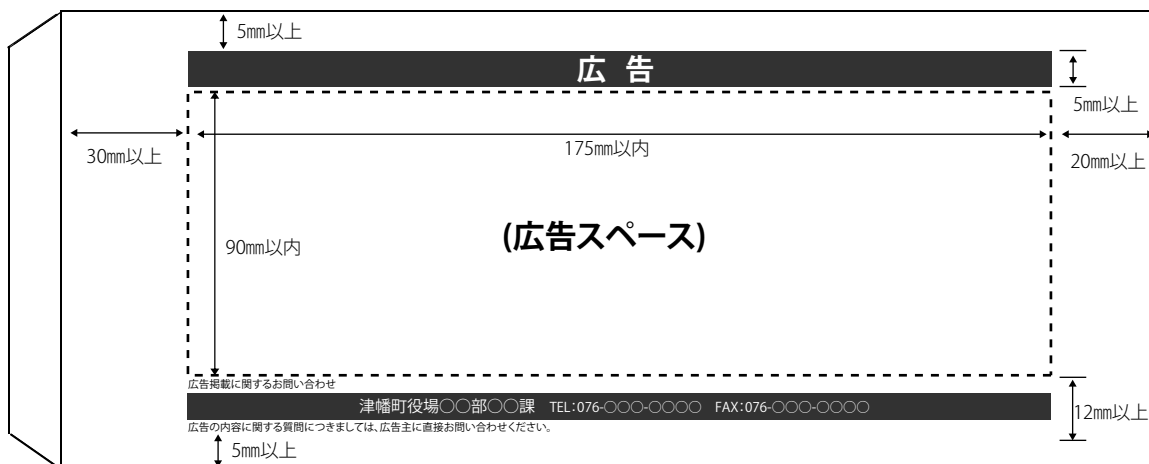 5㎜以上
広 告
5㎜以上
30㎜以上
175㎜以内
20㎜以上
90㎜以内
(広告スペース)
広告掲載に関するお問い合わせ
津幡町役場○○部○○課 TEL：076-○○○-○○○○ FAX：076-○○○-○○○○
12㎜以上
広告の内容に関する質問につきましては、広告主に直接お問い合わせください。
5㎜以上